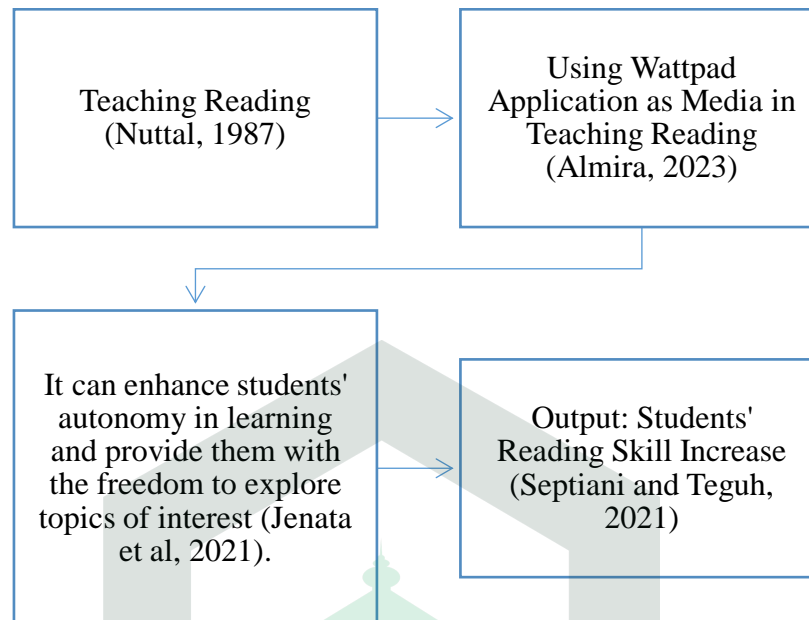 Teaching Reading
(Nuttal, 1987)
Using Wattpad
Application as Media in
Teaching Reading
(Almira, 2023)
It can enhance students'
autonomy in learning
and provide them with
the freedom to explore
topics of interest (Jenata
et al, 2021).
Output: Students'
Reading Skill Increase
(Septiani and Teguh,
2021)